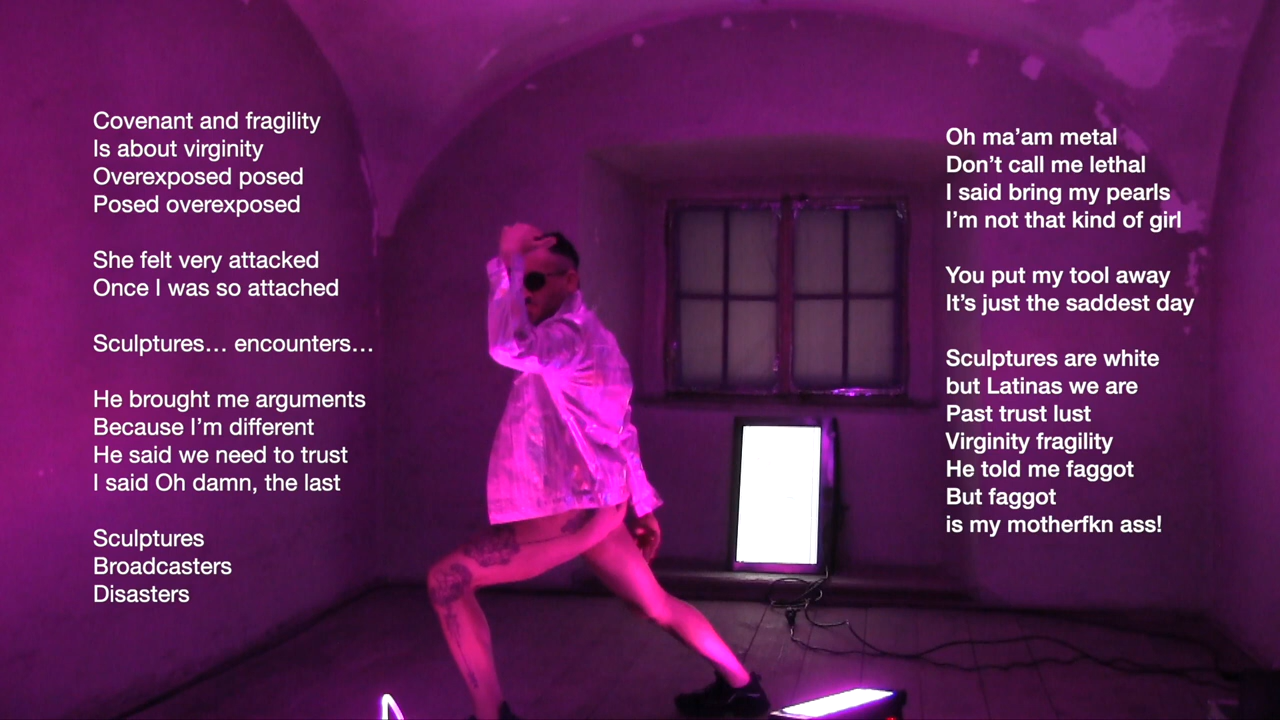 Covenant and fragility
Is about virginity
Overexposed posed
Posed overexposed
She felt very attacked
Once I was so attached
Sculptures… encounters…
He brought me arguments
Because I’m different
He said we need to trust
I said Oh damn, the last
Sculptures
Broadcasters
Disasters
Oh ma’am metal
Don’t call me lethal
I said bring my pearls
I’m not that kind of girl
You put my tool away
It’s just the saddest day
Sculptures are white
but Latinas we are
Past trust lust
Virginity fragility
He told me faggot
But faggot
is my motherfkn ass!